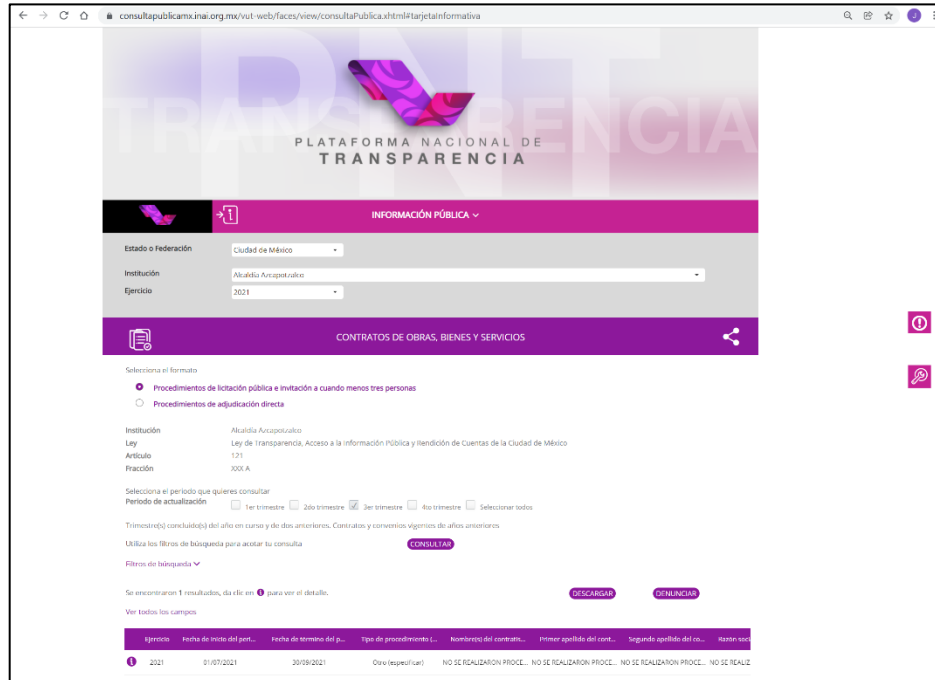 consultapublicamx.inai.org.mx/vut-web/faces/view/consultaPublica.xhtml#tarjetaInformativa
J
PNT
TRANSPARENCIA
PLATAFORMA NACIONAL DE
TRANSPARENCIA
INFORMACIÓN PÚBLICA
Estado o Federación Ciudad de México
Institución Alcaldía Azcapotzalco
Ejercicio 2021
CONTRATOS DE OBRAS, BIENES Y SERVICIOS
Selecciona el formato
Procedimientos de licitación pública e invitación a cuando menos tres personas
Procedimientos de adjudicación directa
Institución Alcaldía Azcapotzalco
Ley Ley de Transparencia, Acceso a la Información Pública y Rendición de Cuentas de la Ciudad de México
Artículo 121
Fracción XXX A
Selecciona el periodo que quieres consultar
Periodo de actualización 1er trimestre 2do trimestre 3er trimestre 4to trimestre Seleccionar todos
Trimestre(s) concluido(s) del año en curso y de dos anteriores. Contratos y convenios vigentes de años anteriores
Utiliza los filtros de búsqueda para acotar tu consulta CONSULTAR
Filtros de búsqueda
Se encontraron 1 resultados, da clic en i para ver el detalle. DESCARGAR DENUNCIAR
Ver todos los campos
Ejercicio Fecha de inicio del peri... Fecha de término del p... Tipo de procedimiento (... Nombre(s) del contratis... Primer apellido del cont... Segundo apellido del co... Razón soci
i 2021 01/07/2021 30/09/2021 Otro (especificar) NO SE REALIZARON PROCE... NO SE REALIZARON PROCE... NO SE REALIZARON PROCE... NO SE REALIZ